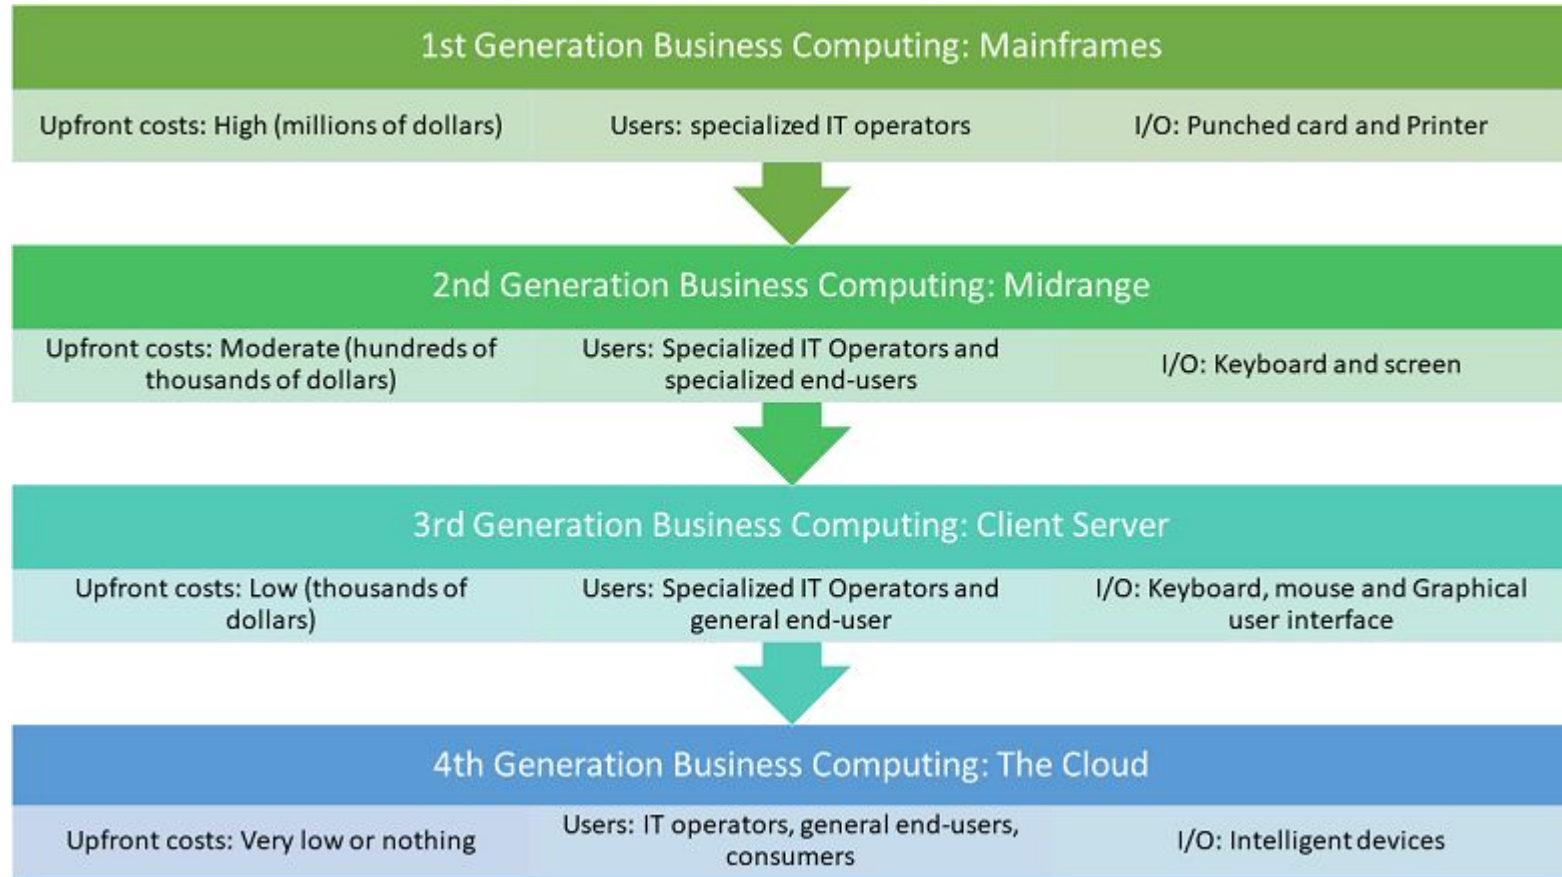 1st Generation Business Computing: Mainframes
Upfront costs: High (millions of dollars)
Users: specialized IT operators
I/O: Punched card and Printer
2nd Generation Business Computing: Midrange
Upfront costs: Moderate (hundreds of
thousands of dollars)
Users: Specialized IT Operators and
specialized end-users
I/O: Keyboard and screen
3rd Generation Business Computing: Client Server
Upfront costs: Low (thousands of
dollars)
Users: Specialized IT Operators and
general end-user
I/O: Keyboard, mouse and Graphical
user interface
4th Generation Business Computing: The Cloud
Upfront costs: Very low or nothing
Users: IT operators, general end-users,
consumers
I/O: Intelligent devices